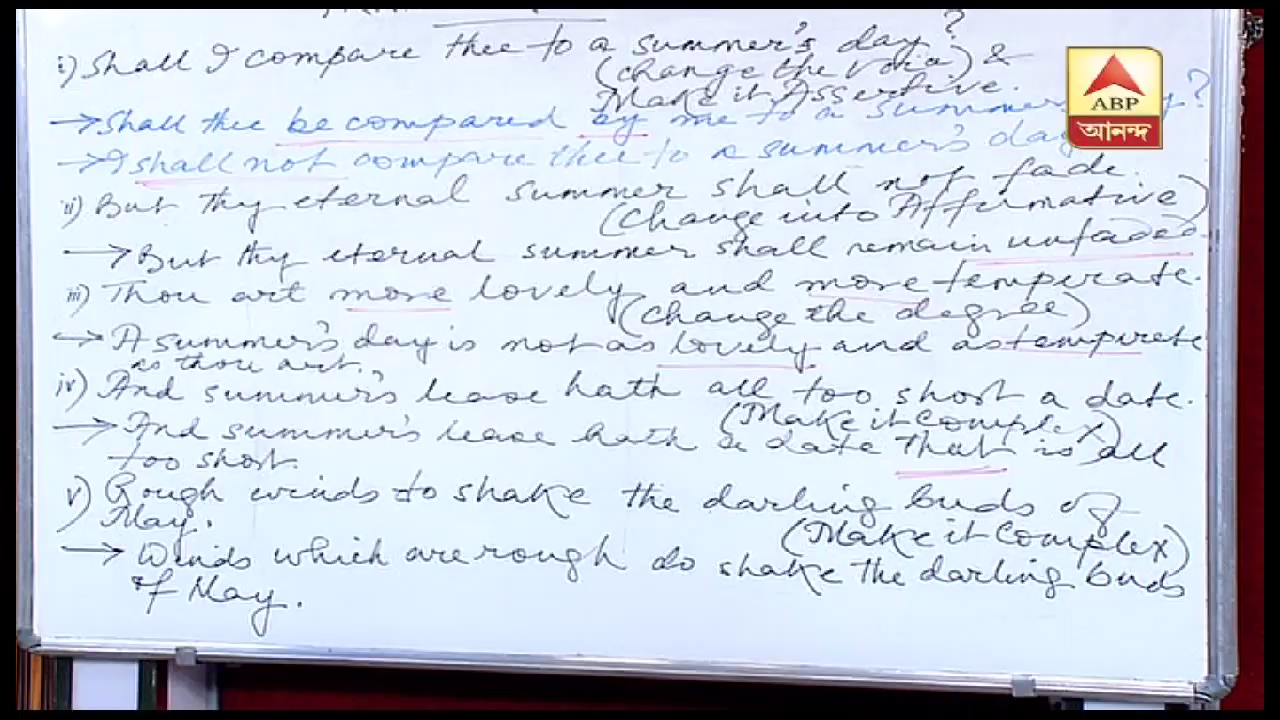 i) Shall I compare thee to a summer's day?
(Change the Voice) &
Make it Assertive.
→ Shall thee be compared by me to a summer's ?
→ I shall not compare thee to a summer's day
ii) But thy eternal summer shall not fade.
(Change into Affirmative)
→ But thy eternal summer shall remain unfaded.
iii) Thou art more lovely and more temperate.
(Change the degree)
→ A summer's day is not as lovely and as temperate
as thou art.
iv) And summer's lease hath all too short a date.
(Make it Complex)
→ And summer's lease hath a date that is all
too short.
v) Rough winds to shake the darling buds of
May.
(Make it Complex)
→ Winds which are rough do shake the darling buds
of May.
ABP
আনন্দ